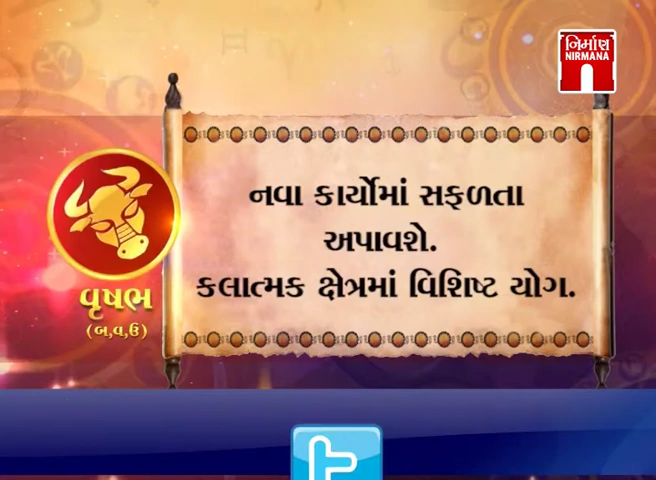 નિર્માણ
NIRMANA
નવા કાર્યોમાં સફળતા
અપાવશે.
કલાત્મક ક્ષેત્રમાં વિશિષ્ટ યોગ.
વૃષભ
(બ,વ,ઉ)